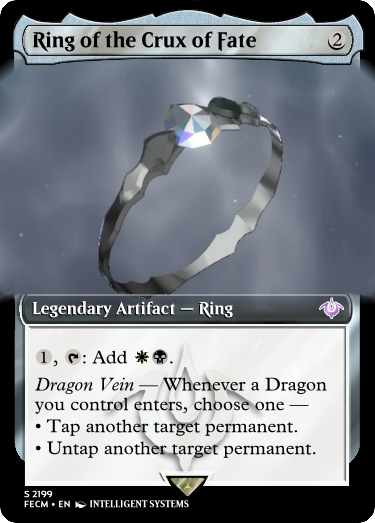 Ring of the Crux of Fate 2
Legendary Artifact — Ring
1, : Add .
Dragon Vein — Whenever a Dragon
you control enters, choose one —
• Tap another target permanent.
• Untap another target permanent.
S 2199
FECM • EN INTELLIGENT SYSTEMS